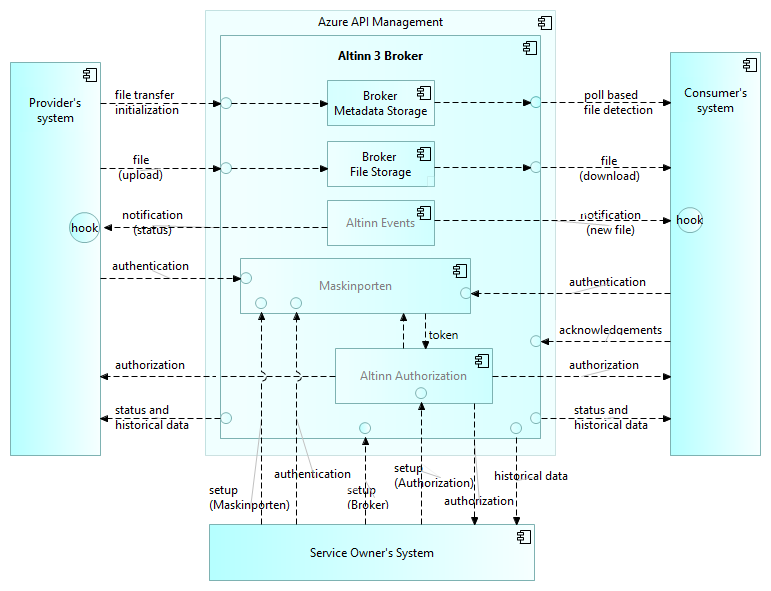 Azure API Management
Altinn 3 Broker
Provider's
system
Consumer's
system
file transfer
initialization
Broker
Metadata Storage
poll based
file detection
file
(upload)
Broker
File Storage
file
(download)
hook
notification
(status)
Altinn Events
notification
(new file)
hook
authentication
Maskinporten
authentication
token
acknowledgements
authorization
Altinn Authorization
authorization
status and
historical data
status and
historical data
setup
(Maskinporten)
authentication
setup
(Broker)
setup
(Authorization)
authorization
historical data
Service Owner's System